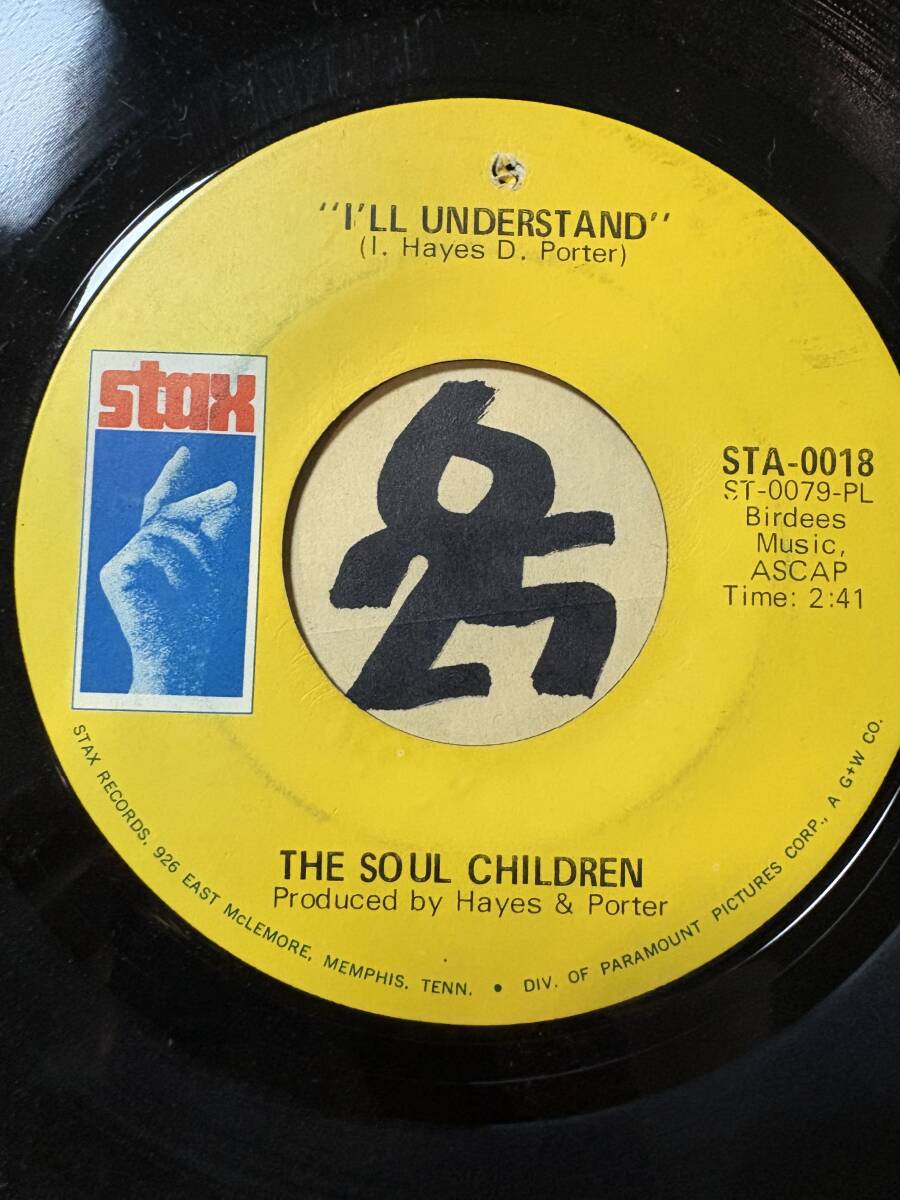 "I'LL UNDERSTAND"
(I. Hayes D. Porter)
stax
STA-0018
ST-0079-PL
Birdees
Music,
ASCAP
Time: 2:41
THE SOUL CHILDREN
Produced by Hayes & Porter
STAX RECORDS, 926 EAST McLEMORE, MEMPHIS, TENN. • DIV. OF PARAMOUNT PICTURES CORP., A G+W CO.